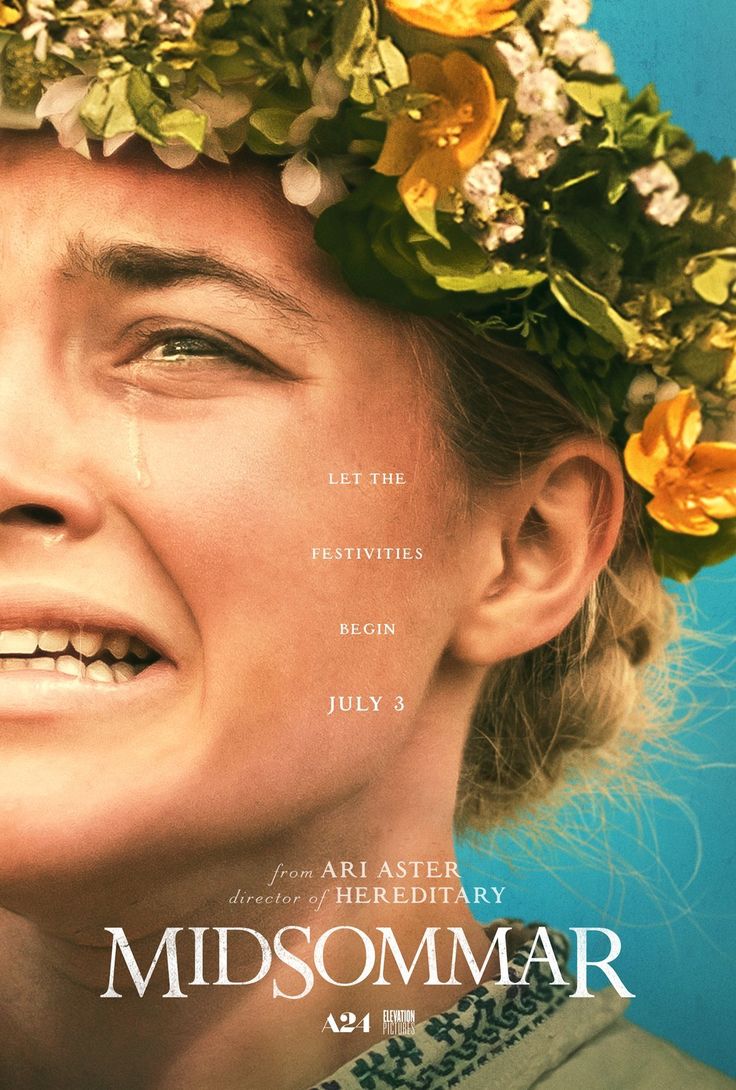 LET THE
FESTIVITIES
BEGIN
JULY 3
from ARI ASTER
director of HEREDITARY
MIDSOMMAR
A24 ELEVATION
PICTURES